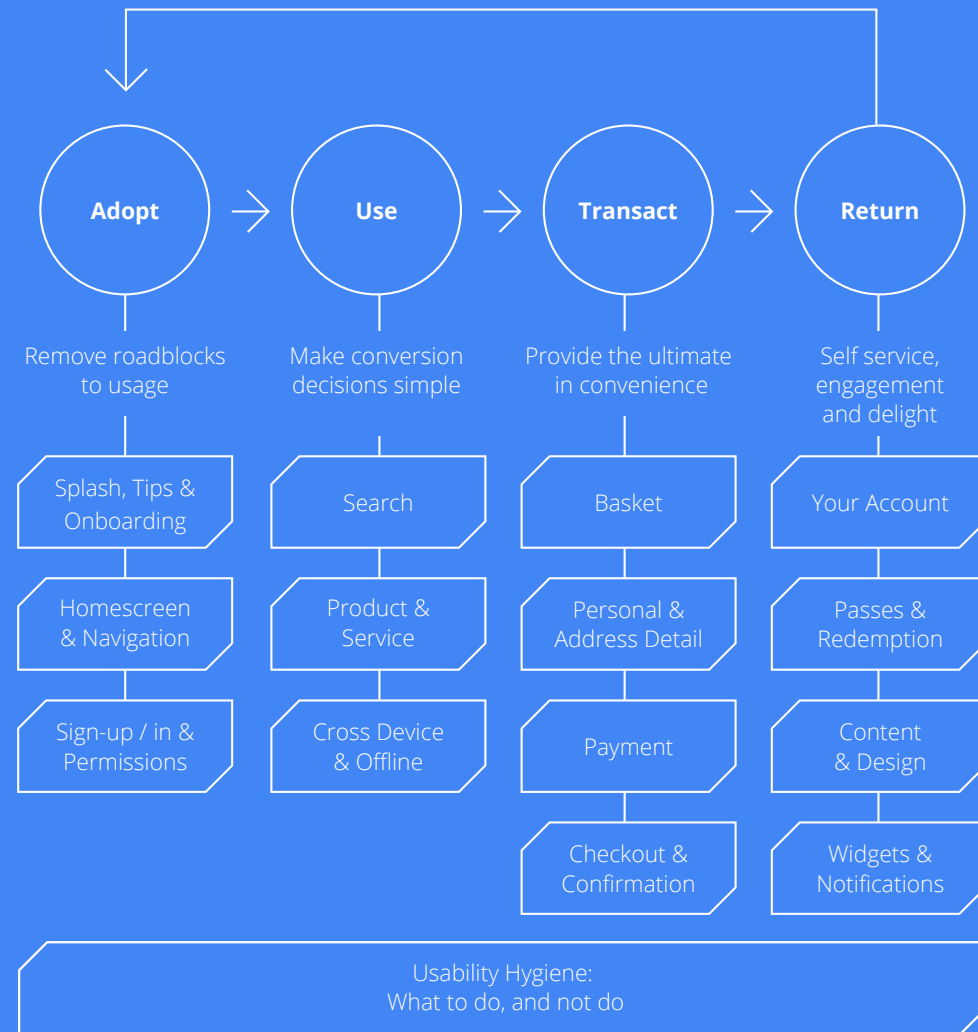 Adopt
Use
Transact
Return
Remove roadblocks
to usage
Make conversion
decisions simple
Provide the ultimate
in convenience
Self service,
engagement
and delight
Splash, Tips &
Onboarding
Homescreen
& Navigation
Sign-up / in &
Permissions
Search
Product &
Service
Cross Device
& Offline
Basket
Personal &
Address Detail
Payment
Checkout &
Confirmation
Your Account
Passes &
Redemption
Content
& Design
Widgets &
Notifications
Usability Hygiene:
What to do, and not do